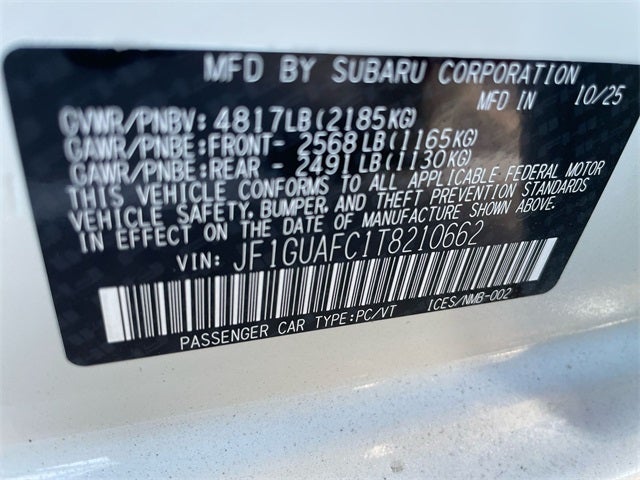 MFD BY SUBARU CORPORATION
MFD IN 10/25
GVWR/PNBV: 4817LB(2185KG)
GAWR/PNBE:FRONT- 2568LB(1165KG)
GAWR/PNBE:REAR - 2491LB(1130KG)
THIS VEHICLE CONFORMS TO ALL APPLICABLE FEDERAL MOTOR
VEHICLE SAFETY, BUMPER, AND THEFT PREVENTION STANDARDS
IN EFFECT ON THE DATE OF MANUFACTURE SHOWN ABOVE.
VIN: JF1GUAFC1T8210662
PASSENGER CAR TYPE:PC/VT ICES/NMB-002